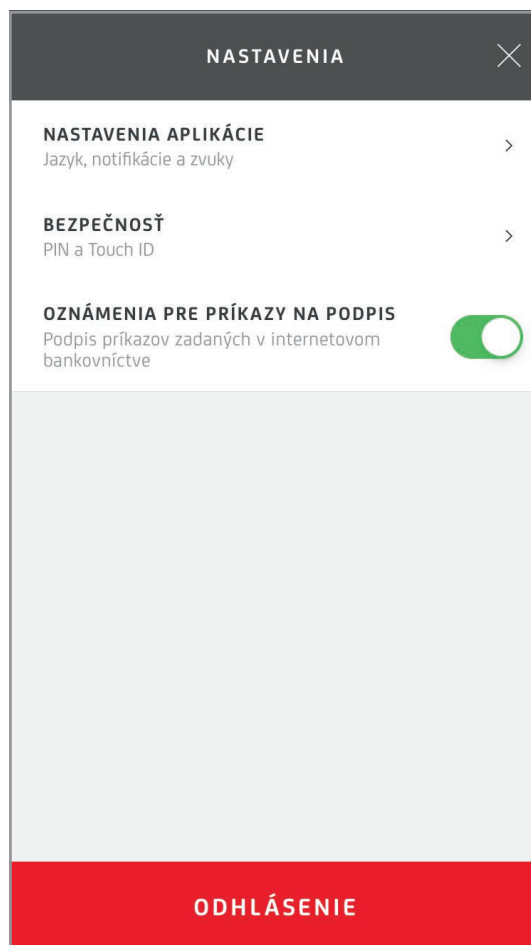 NASTAVENIA
NASTAVENIA APLIKÁCIE
Jazyk, notifikácie a zvuky
BEZPEČNOSŤ
PIN a Touch ID
OZNÁMENIA PRE PRÍKAZY NA PODPIS
Podpis príkazov zadaných v internetovom
bankovníctve
ODHLÁSENIE